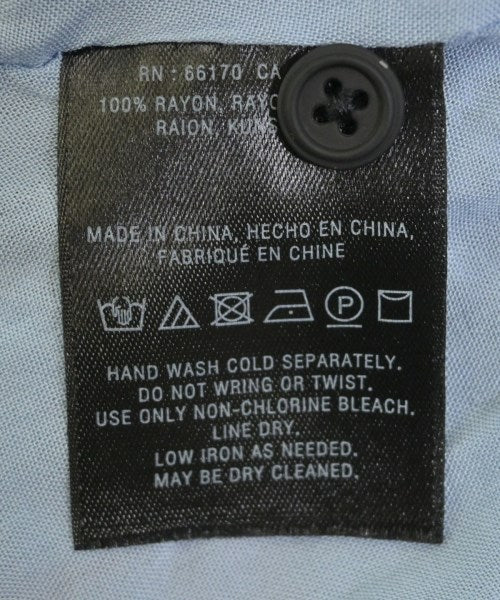 RN : 66170 CA
100% RAYON,
RAION,
MADE IN CHINA, HECHO EN CHINA,
FABRIQUÉ EN CHINE
P
HAND WASH COLD SEPARATELY.
DO NOT WRING OR TWIST.
USE ONLY NON-CHLORINE BLEACH.
LINE DRY.
LOW IRON AS NEEDED.
MAY BE DRY CLEANED.